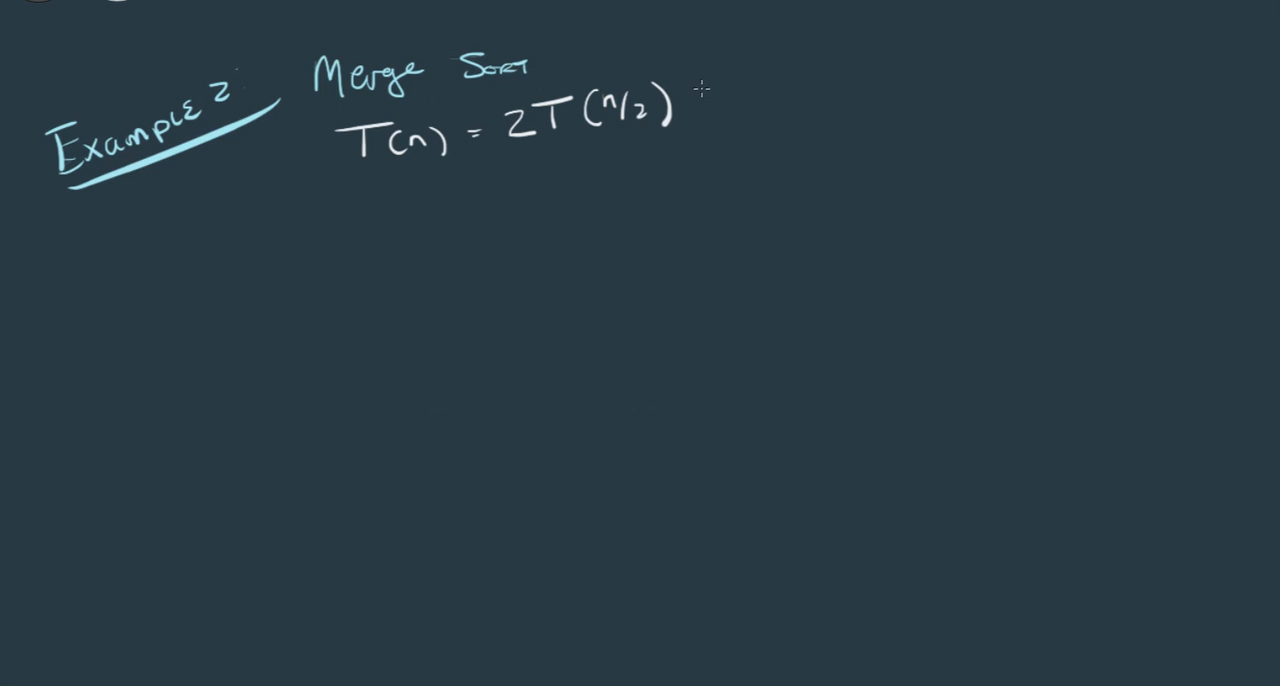 Example 2
Merge Sort
T(n) = 2T(n/2)